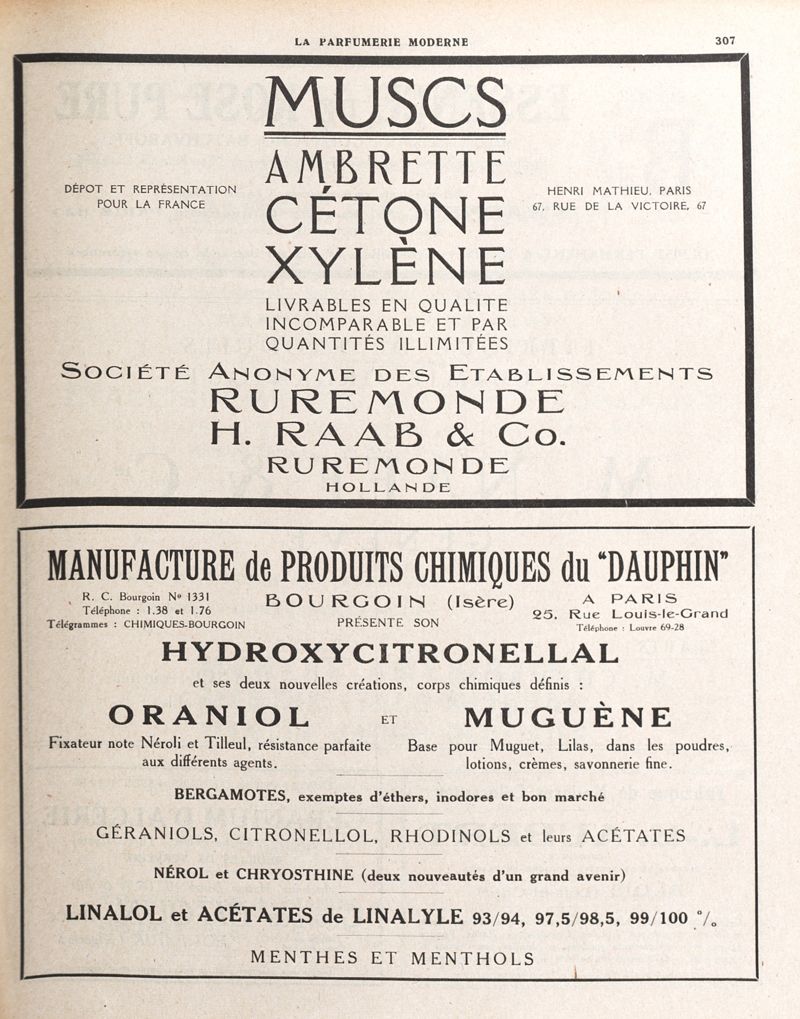 LA PARFUMERIE MODERNE
307
MUSCS
AMBRETTE
CÉTONE
XYLÈNE
DÉPOT ET REPRÉSENTATION
POUR LA FRANCE
HENRI MATHIEU. PARIS
67, RUE DE LA VICTOIRE, 67
LIVRABLES EN QUALITE
INCOMPARABLE ET PAR
QUANTITÉS ILLIMITÉES
SOCIÉTÉ ANONYME DES ETABLISSEMENTS
RUREMONDE
H. RAAB & Co.
RUREMONDE
HOLLANDE
MANUFACTURE de PRODUITS CHIMIQUES du "DAUPHIN"
R. C. Bourgoin Nº 1331
Téléphone : 1.38 et 1.76
Télégrammes : CHIMIQUES-BOURGOIN
BOURGOIN (Isère)
PRÉSENTE SON
A PARIS
25, Rue Louis-le-Grand
Téléphone : Louvre 69-28
HYDROXYCITRONELLAL
et ses deux nouvelles créations, corps chimiques définis :
ORANIOL ET MUGUÈNE
Fixateur note Néroli et Tilleul, résistance parfaite
aux différents agents.
Base pour Muguet, Lilas, dans les poudres,
lotions, crèmes, savonnerie fine.
BERGAMOTES, exemptes d'éthers, inodores et bon marché
GÉRANIOLS, CITRONELLOL, RHODINOLS et leurs ACÉTATES
NÉROL et CHRYOSTHINE (deux nouveautés d'un grand avenir)
LINALOL et ACÉTATES de LINALYLE 93/94, 97,5/98,5, 99/100 %
MENTHES ET MENTHOLS